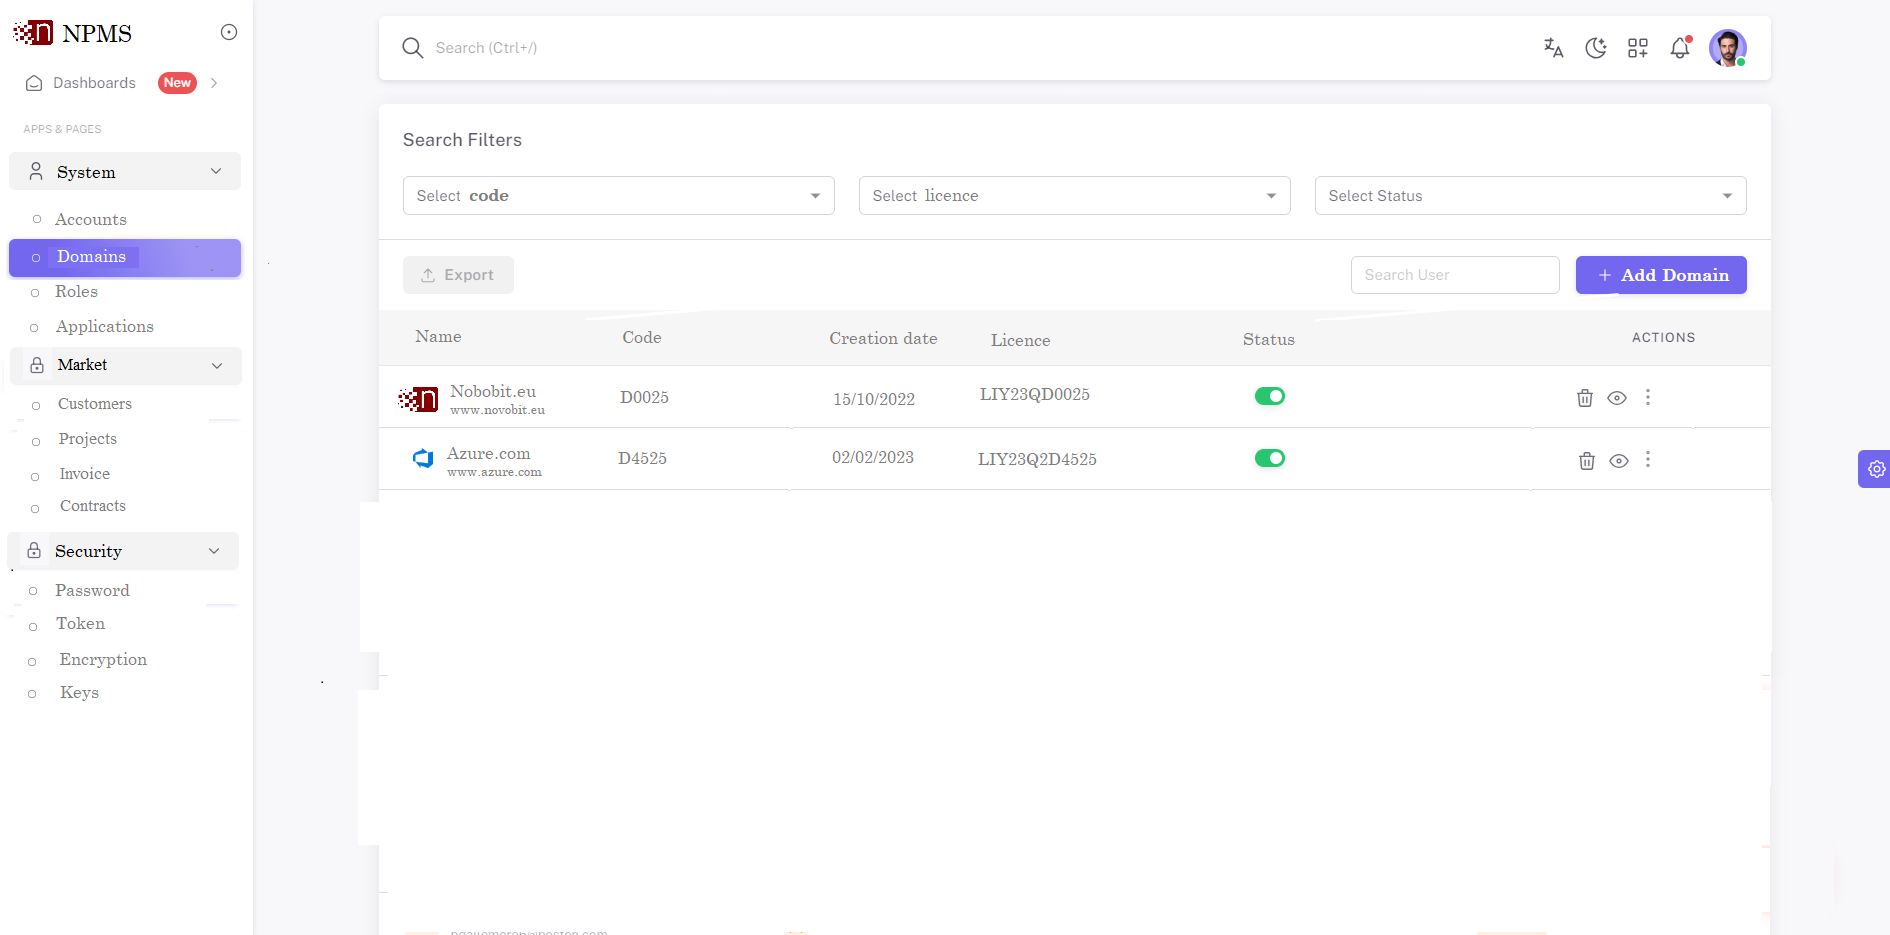 n NPMS
Dashboards New
APPS & PAGES
System
Accounts
Domains
Roles
Applications
Market
Customers
Projects
Invoice
Contracts
Security
Password
Token
Encryption
Keys
Search (Ctrl+/)
Search Filters
Select code Select licence Select Status
Export Search User + Add Domain
Name Code Creation date Licence Status ACTIONS
n Nobobit.eu D0025 15/10/2022 LIY23QD0025
www.novobit.eu
Azure.com D4525 02/02/2023 LIY23Q2D4525
www.azure.com